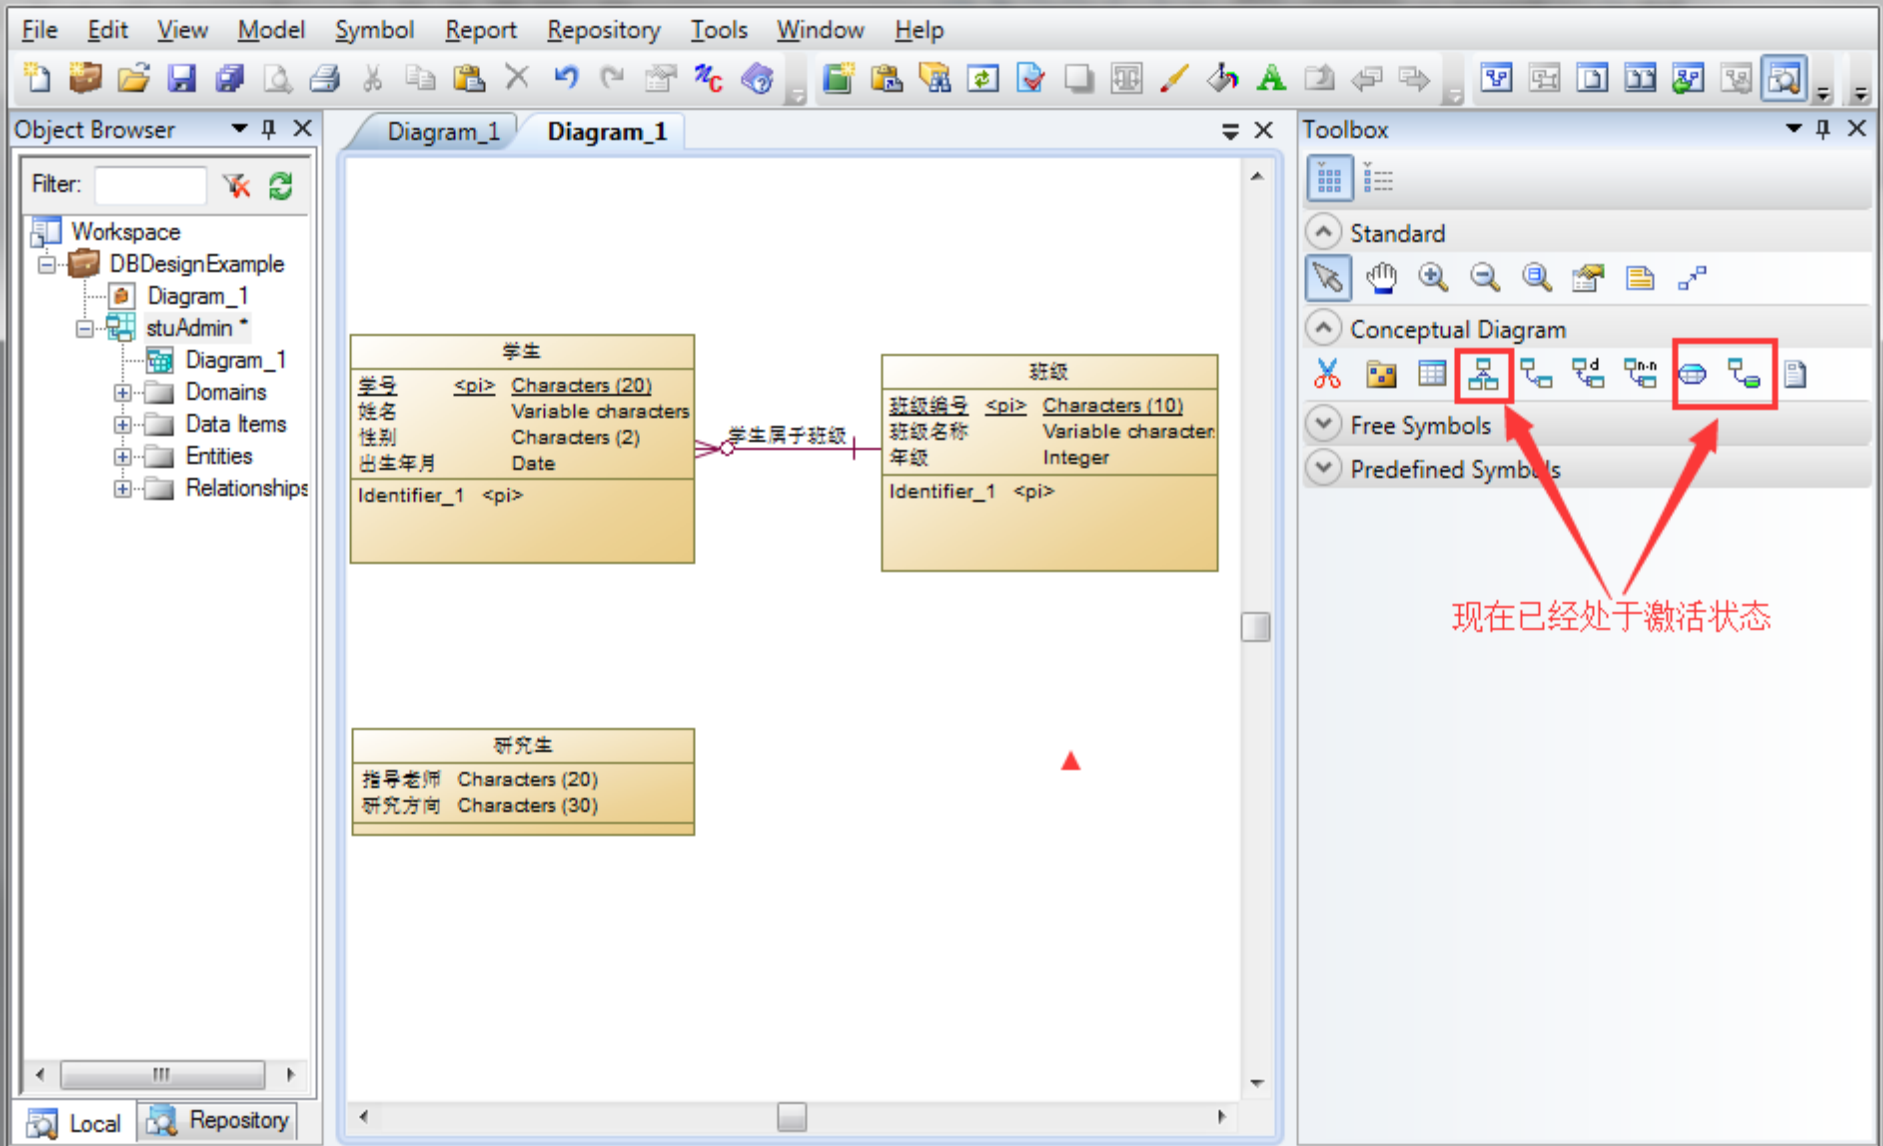 File Edit View Model Symbol Report Repository Tools Window Help
Object Browser
Filter:
Workspace
DBDesignExample
Diagram_1
stuAdmin *
Diagram_1
Domains
Data Items
Entities
Relationships
Local Repository
Diagram_1 Diagram_1
学生
学号 <pi> Characters (20)
姓名 Variable characters
性别 Characters (2)
出生年月 Date
Identifier_1 <pi>
学生属于班级
班级
班级编号 <pi> Characters (10)
班级名称 Variable character
年级 Integer
Identifier_1 <pi>
研究生
指导老师 Characters (20)
研究方向 Characters (30)
Toolbox
Standard
Conceptual Diagram
Free Symbols
Predefined Symbols
现在已经处于激活状态